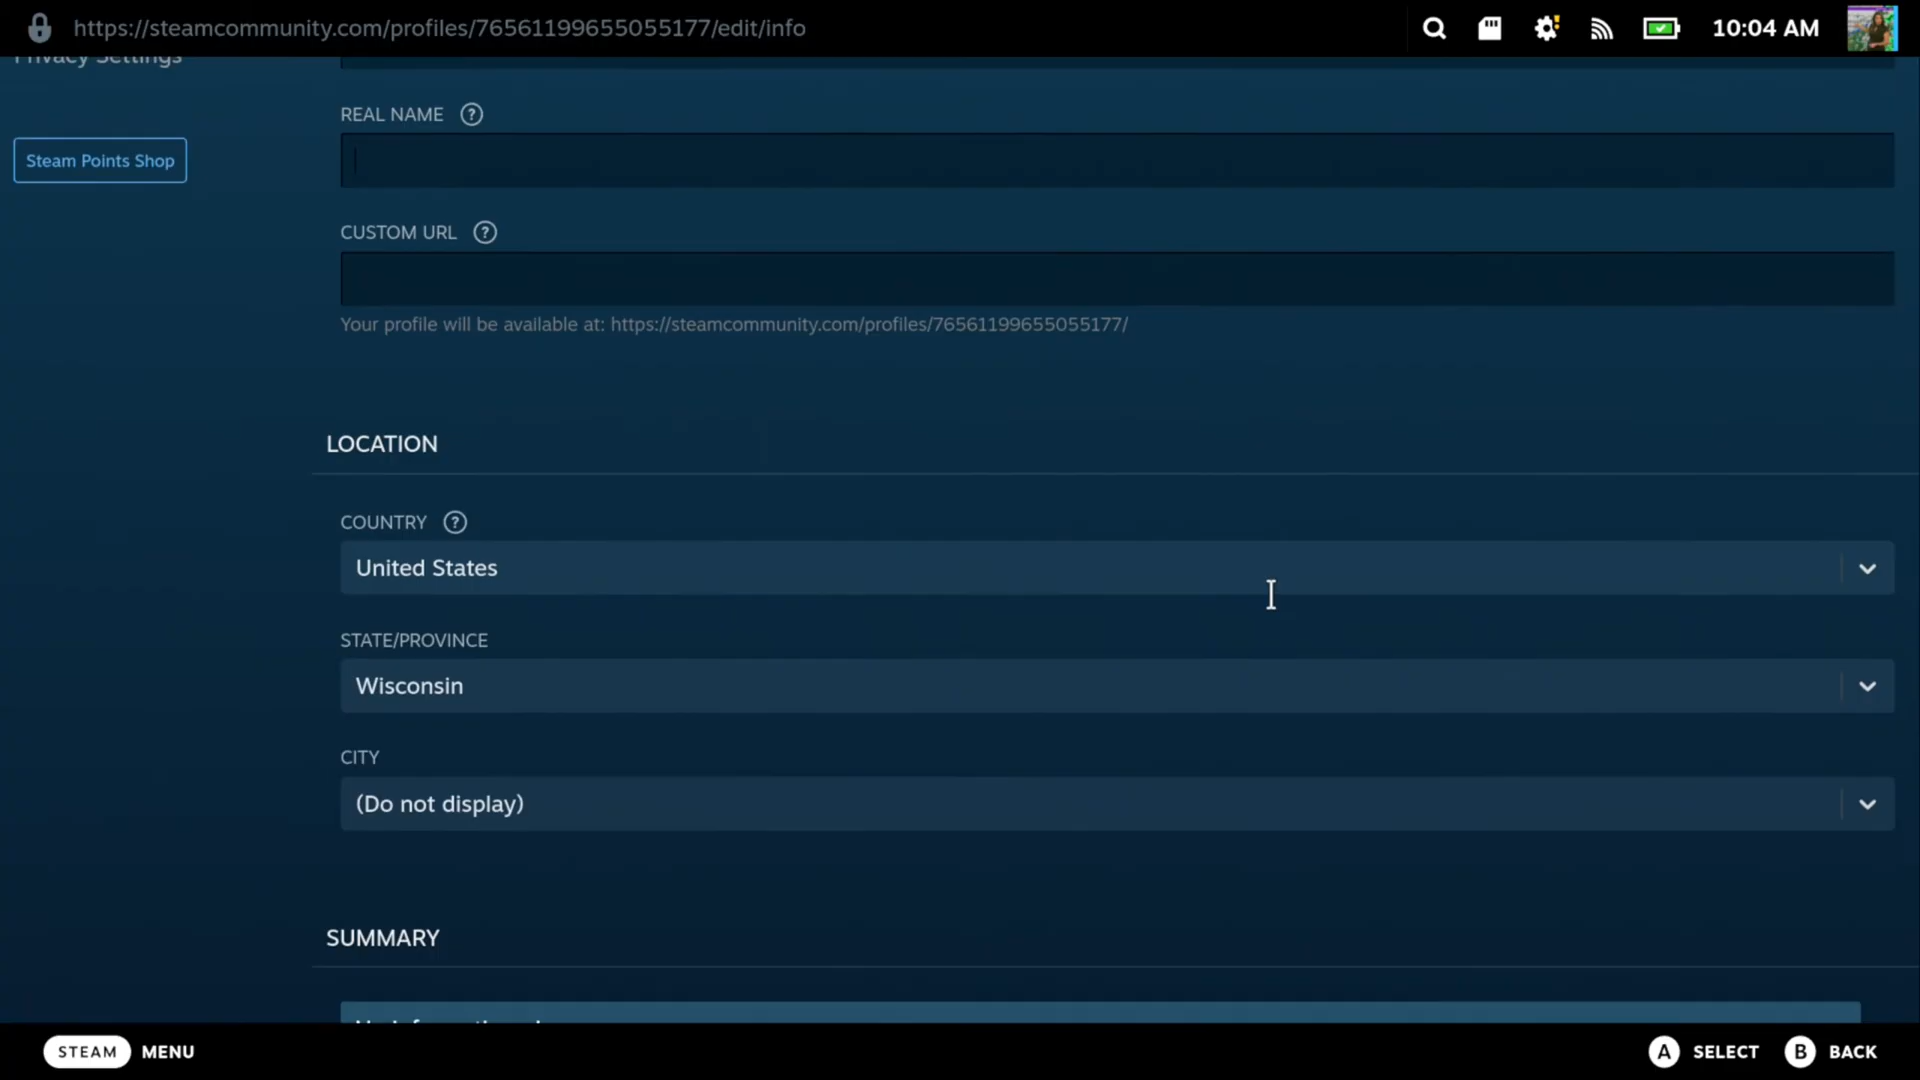 https://steamcommunity.com/profiles/76561199655055177/edit/info
10:04 AM
Privacy Settings
REAL NAME ?
Steam Points Shop
CUSTOM URL ?
Your profile will be available at: https://steamcommunity.com/profiles/76561199655055177/
LOCATION
COUNTRY ?
United States
STATE/PROVINCE
Wisconsin
CITY
(Do not display)
SUMMARY
STEAM MENU
A SELECT B BACK